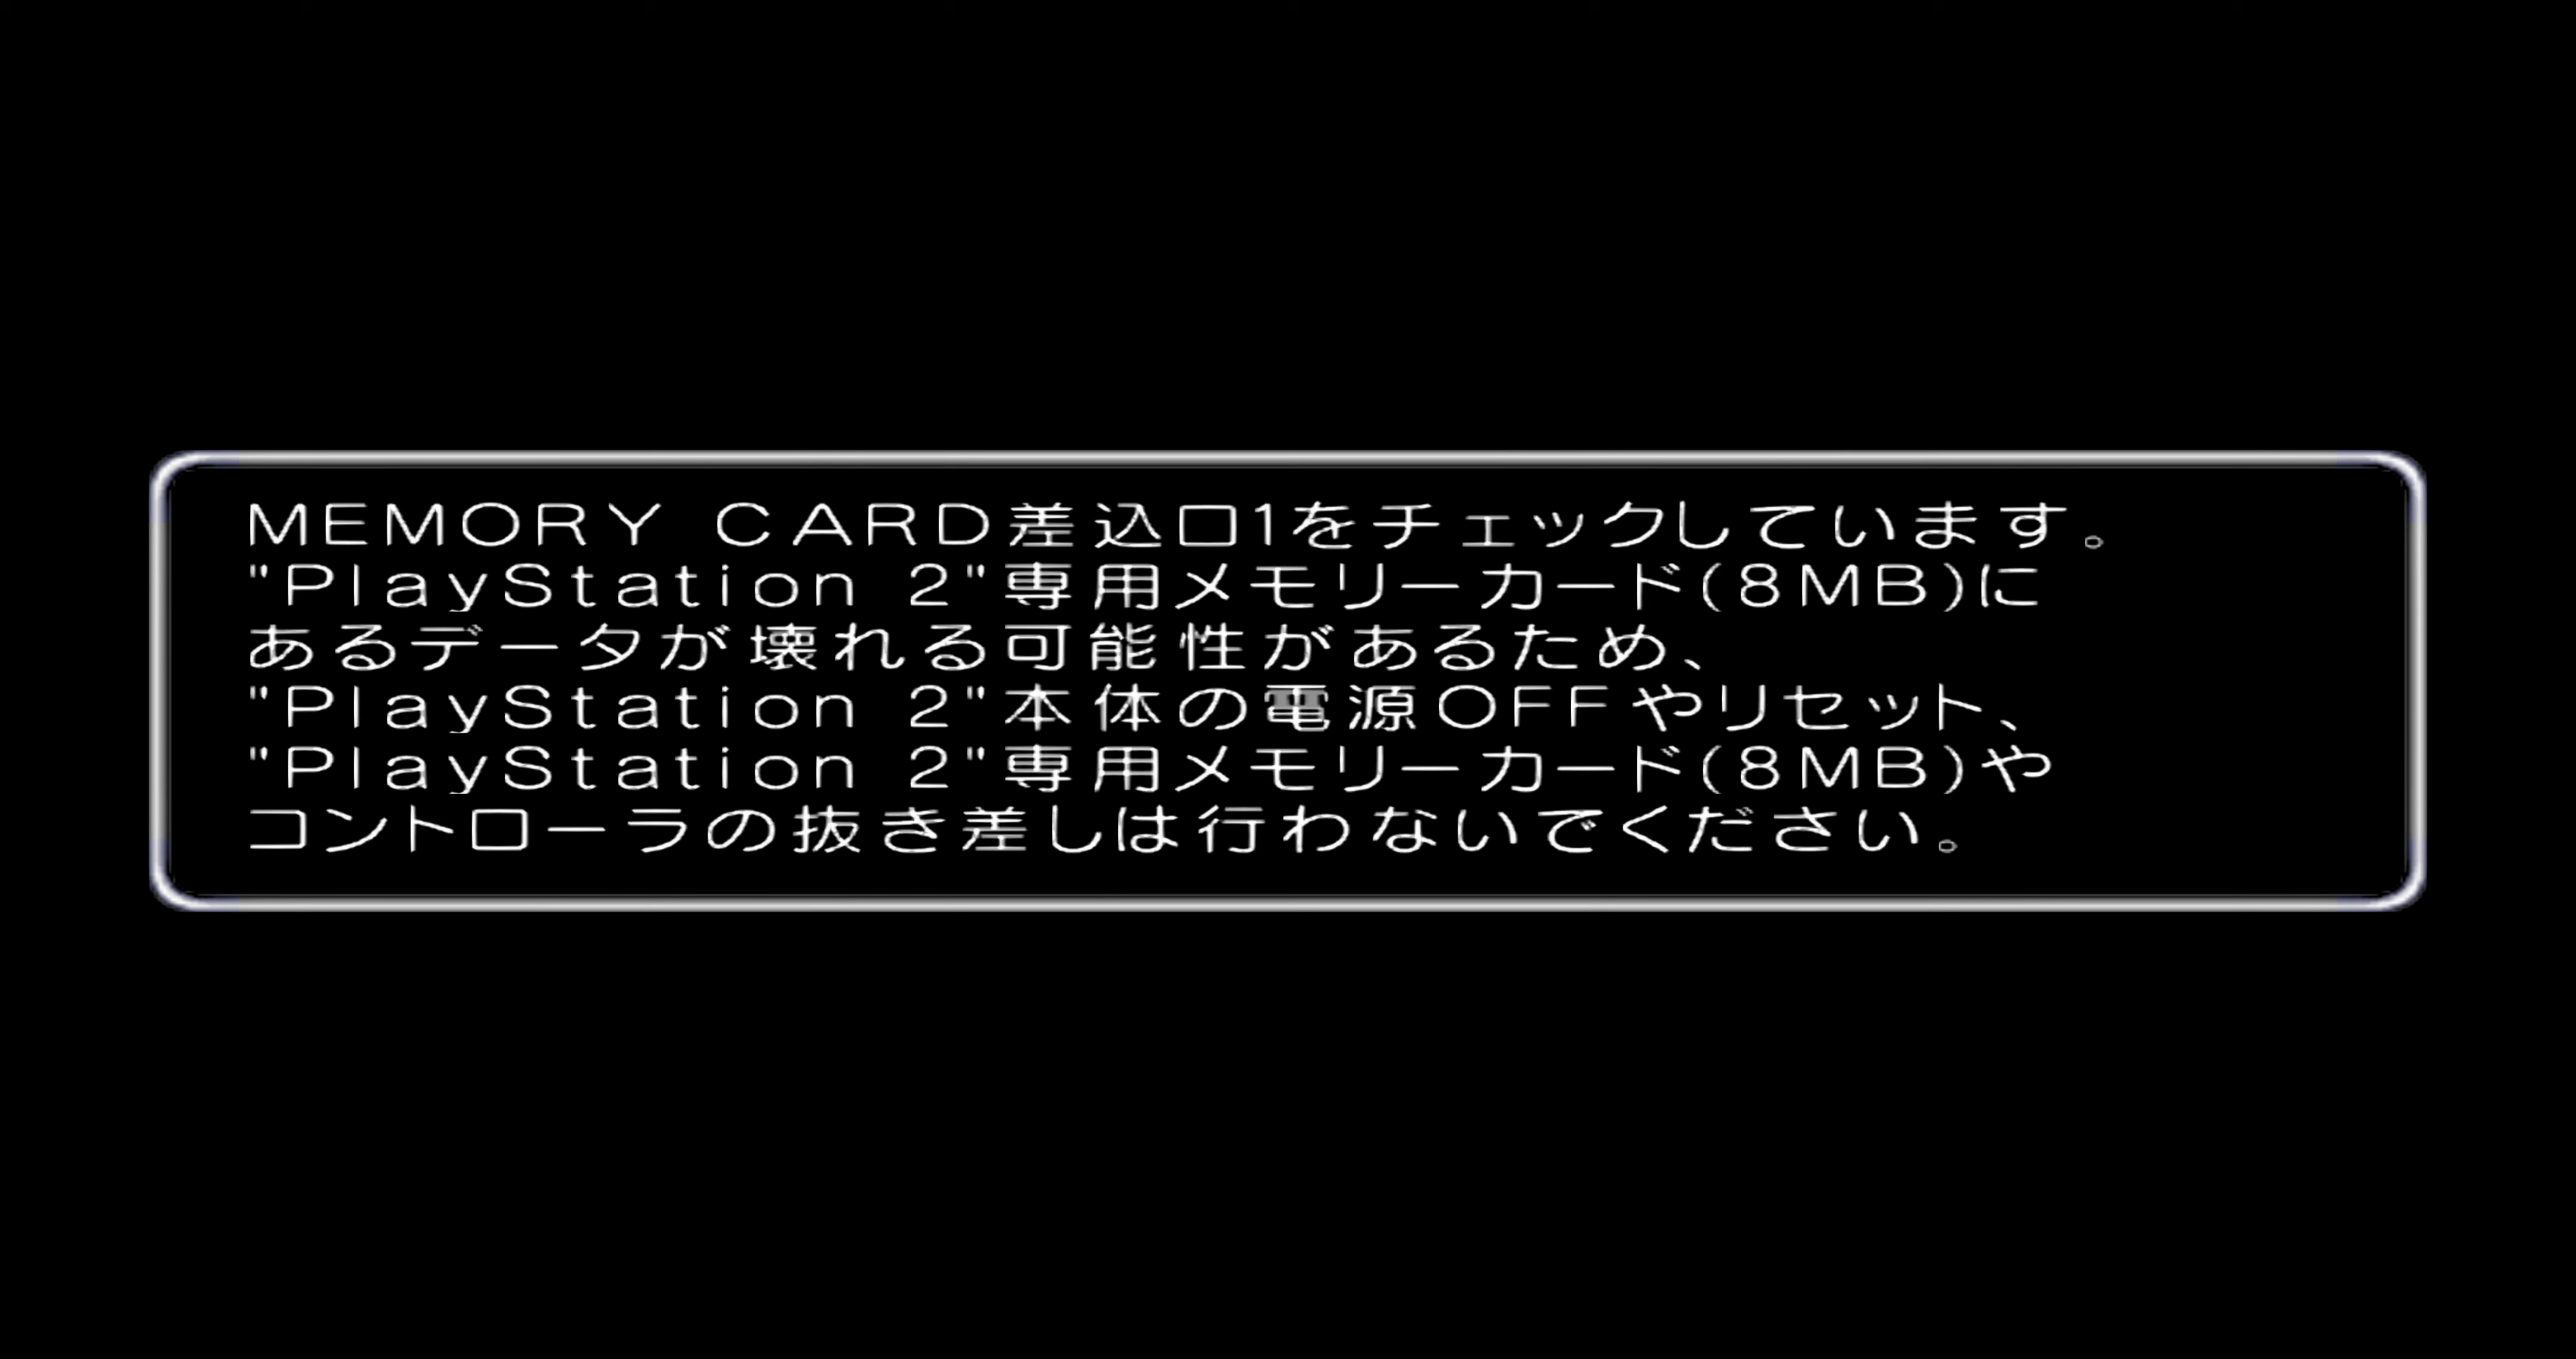 MEMORY CARD差込口1をチェックしています。
"PlayStation 2"専用メモリーカード(8MB)に
あるデータが壊れる可能性があるため、
"PlayStation 2"本体の電源OFFやリセット、
"PlayStation 2"専用メモリーカード(8MB)や
コントローラの抜き差しは行わないでください。